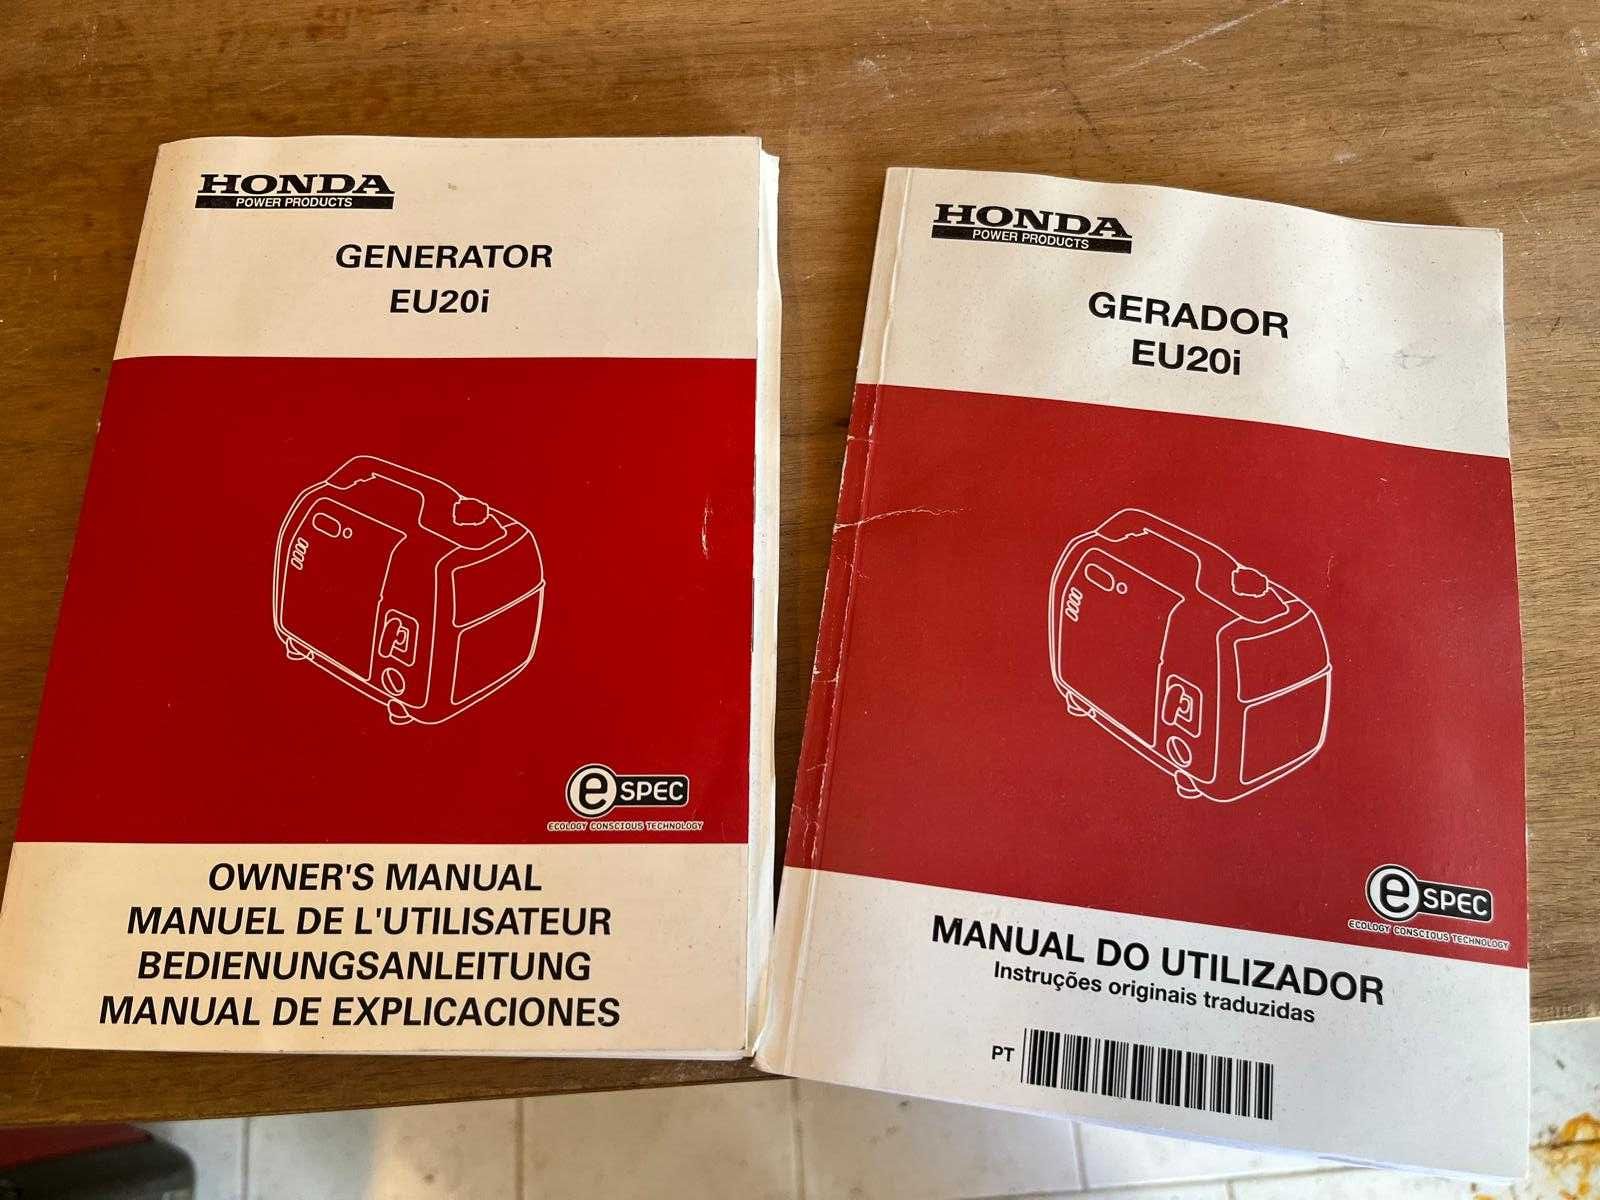 HONDA
POWER PRODUCTS
GENERATOR
EU20i
e SPEC
ECOLOGY CONSCIOUS TECHNOLOGY
OWNER'S MANUAL
MANUEL DE L'UTILISATEUR
BEDIENUNGSANLEITUNG
MANUAL DE EXPLICACIONES
HONDA
POWER PRODUCTS
GERADOR
EU20i
e SPEC
ECOLOGY CONSCIOUS TECHNOLOGY
MANUAL DO UTILIZADOR
Instruções originais traduzidas
PT